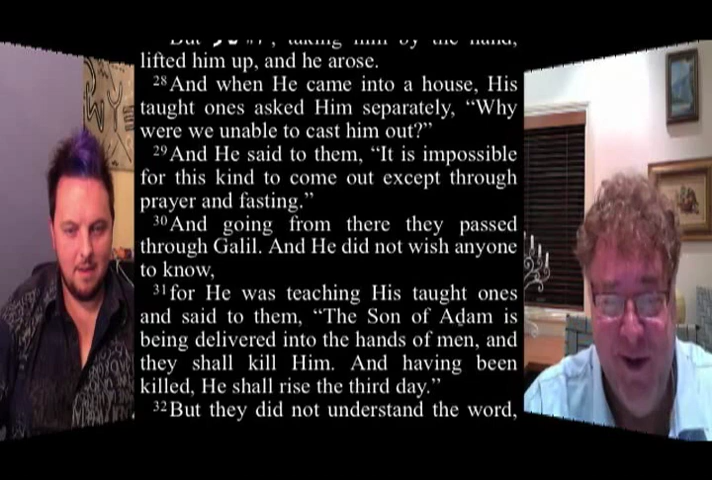 taking him by the hand,
lifted him up, and he arose.
²⁸And when He came into a house, His
taught ones asked Him separately, “Why
were we unable to cast him out?”
²⁹And He said to them, “It is impossible
for this kind to come out except through
prayer and fasting.”
³⁰And going from there they passed
through Galil. And He did not wish anyone
to know,
³¹for He was teaching His taught ones
and said to them, “The Son of Aḏam is
being delivered into the hands of men, and
they shall kill Him. And having been
killed, He shall rise the third day.”
³²But they did not understand the word,